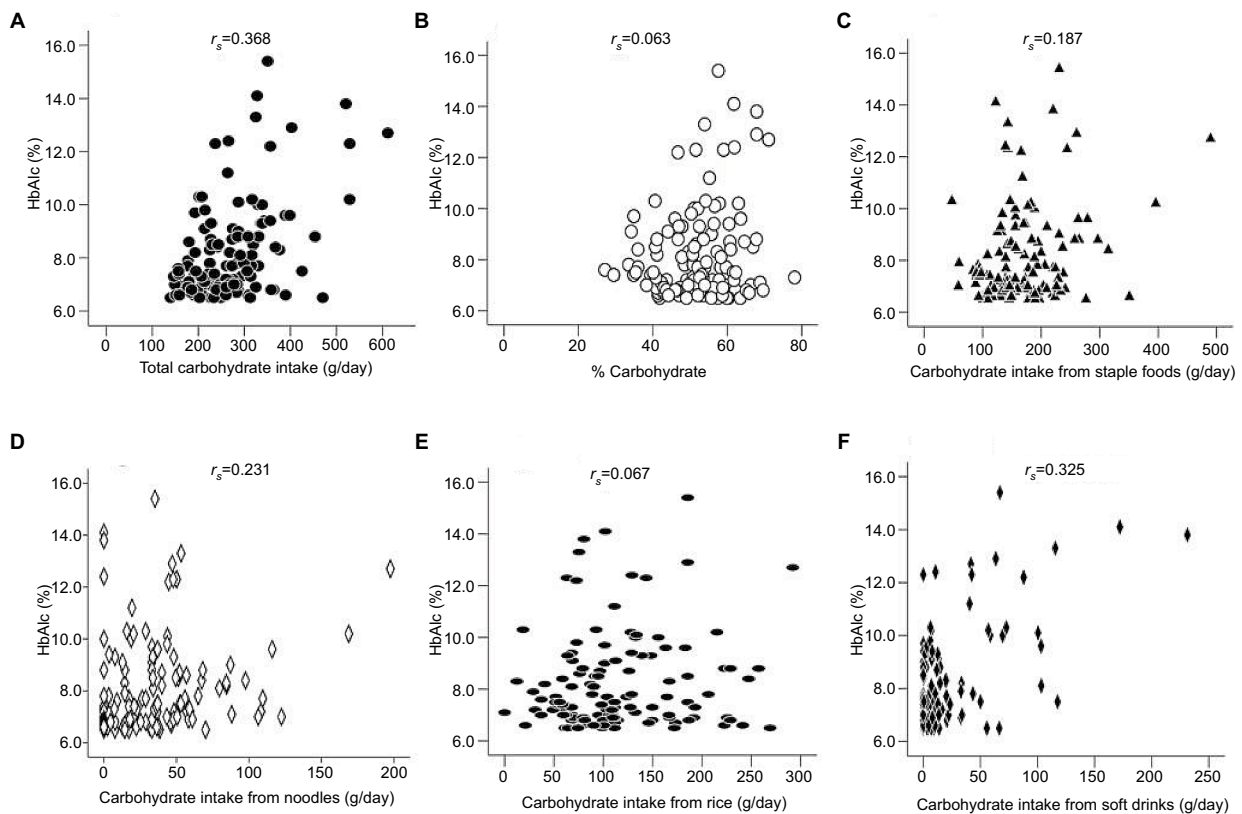 A
r_s=0.368
HbAlc (%)
16.0
14.0
12.0
10.0
8.0
6.0
0 100 200 300 400 500 600
Total carbohydrate intake (g/day)
B
r_s=0.063
HbAlc (%)
16.0
14.0
12.0
10.0
8.0
6.0
0 20 40 60 80
% Carbohydrate
C
r_s=0.187
HbAlc (%)
16.0
14.0
12.0
10.0
8.0
6.0
0 100 200 300 400 500
Carbohydrate intake from staple foods (g/day)
D
r_s=0.231
HbAlc (%)
16.0
14.0
12.0
10.0
8.0
6.0
0 50 100 150 200
Carbohydrate intake from noodles (g/day)
E
r_s=0.067
HbAlc (%)
16.0
14.0
12.0
10.0
8.0
6.0
0 50 100 150 200 250 300
Carbohydrate intake from rice (g/day)
F
r_s=0.325
HbAlc (%)
16.0
14.0
12.0
10.0
8.0
6.0
0 50 100 150 200 250
Carbohydrate intake from soft drinks (g/day)